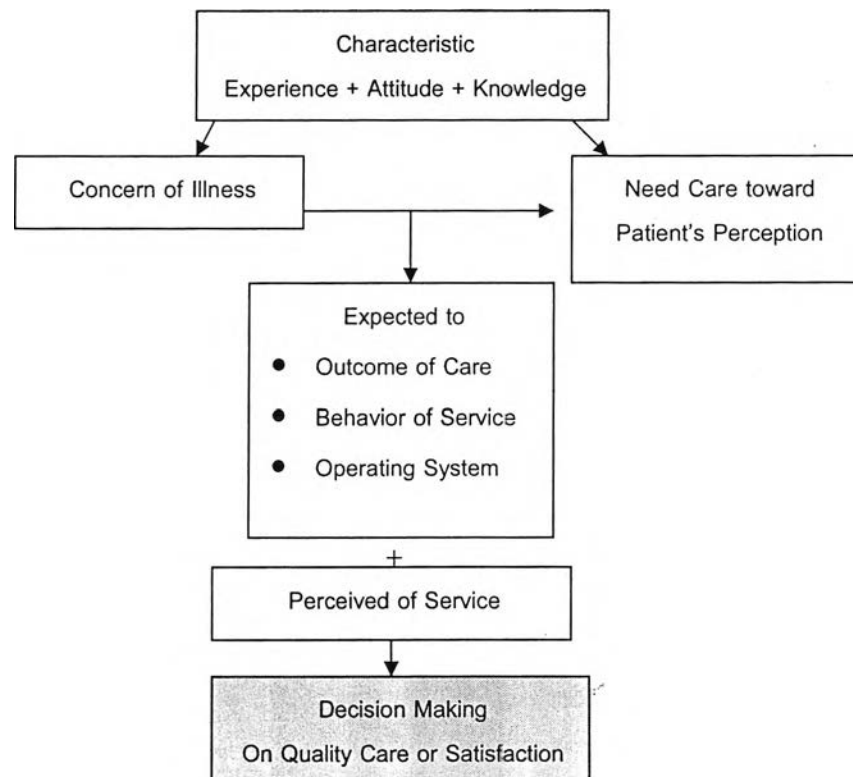 Characteristic
Experience + Attitude + Knowledge
Concern of Illness
Need Care toward
Patient's Perception
Expected to
● Outcome of Care
● Behavior of Service
● Operating System
+
Perceived of Service
Decision Making
On Quality Care or Satisfaction